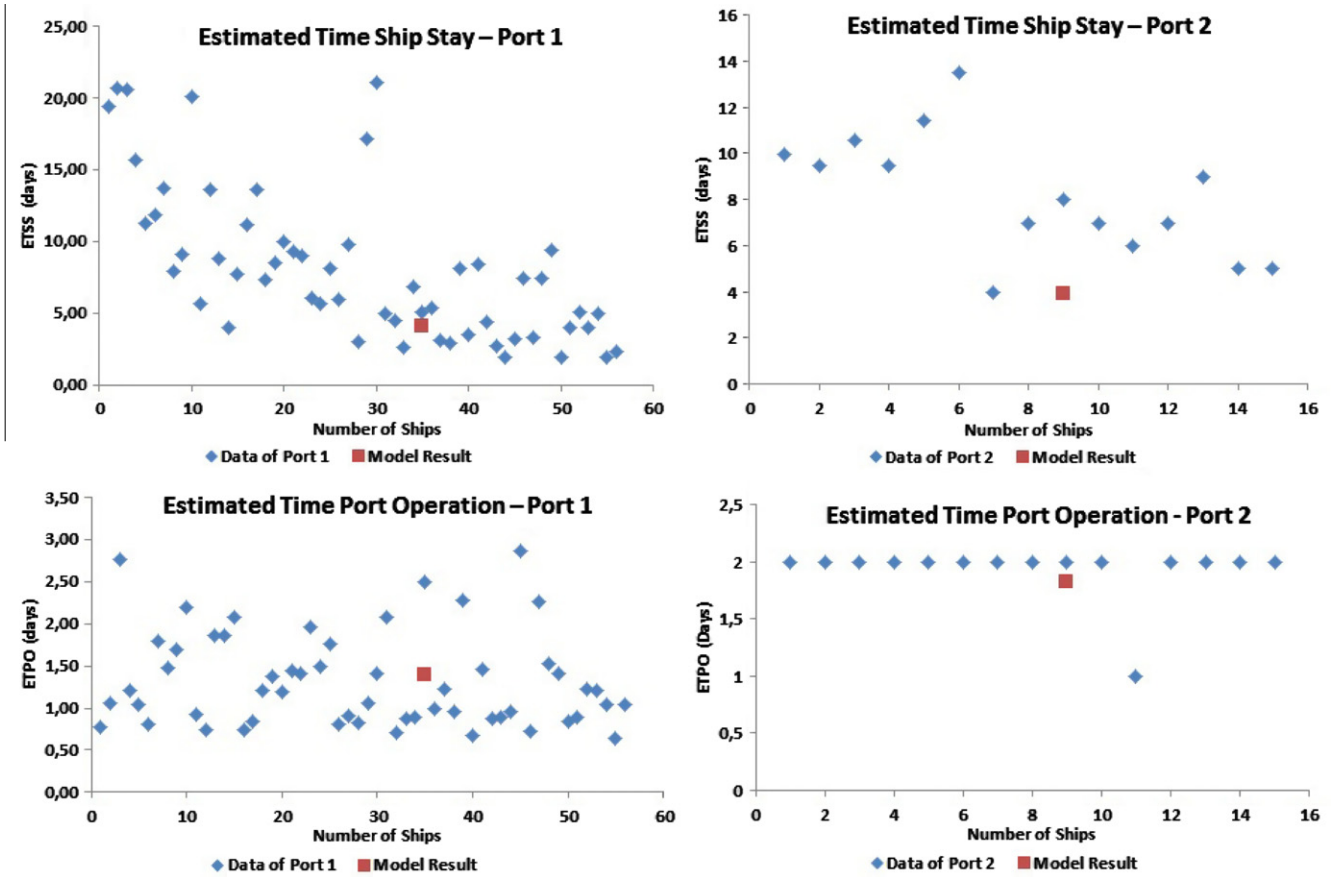 Estimated Time Ship Stay – Port 1
ETSS (days)
25,00
20,00
15,00
10,00
5,00
0,00
0 10 20 30 40 50 60
Number of Ships
Data of Port 1 Model Result
Estimated Time Ship Stay – Port 2
ETSS (days)
16
14
12
10
8
6
4
2
0
0 2 4 6 8 10 12 14 16
Number of Ships
Data of Port 2 Model Result
Estimated Time Port Operation – Port 1
ETPO (days)
3,50
3,00
2,50
2,00
1,50
1,00
0,50
0,00
0 10 20 30 40 50 60
Number of Ships
Data of Port 1 Model Result
Estimated Time Port Operation - Port 2
ETPO (Days)
2,5
2
1,5
1
0,5
0
0 2 4 6 8 10 12 14 16
Number of Ships
Data of Port 2 Model Result